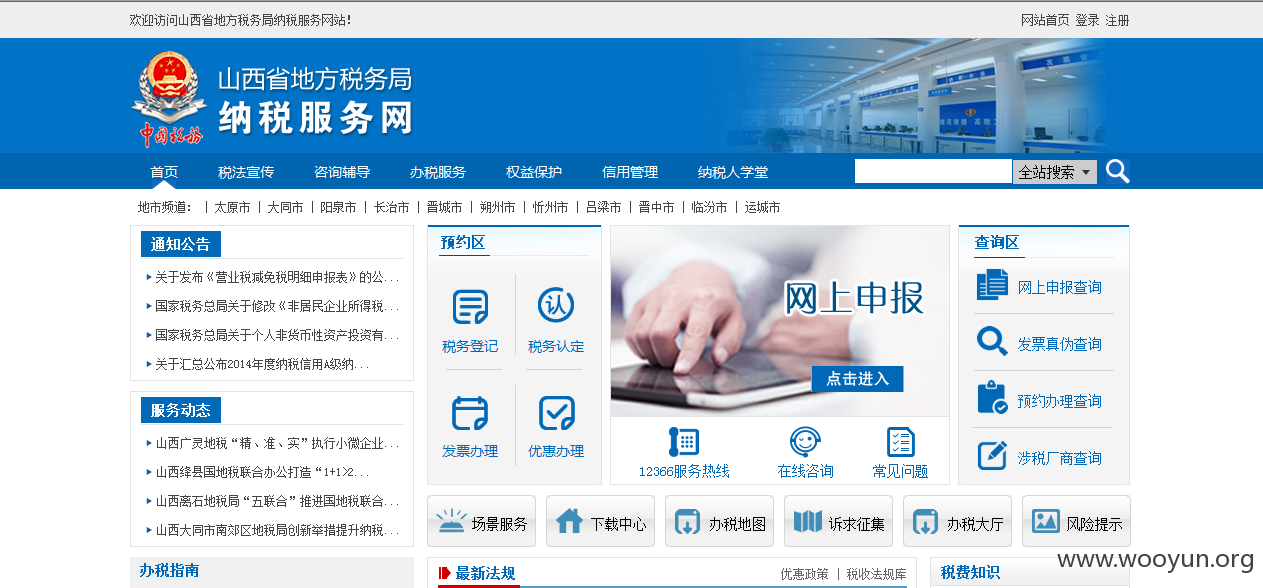 欢迎访问山西省地方税务局纳税服务网站!
网站首页 登录 注册
中国税务
山西省地方税务局
纳税服务网
首页 税法宣传 咨询辅导 办税服务 权益保护 信用管理 纳税人学堂 全站搜索
地市频道: | 太原市 | 大同市 | 阳泉市 | 长治市 | 晋城市 | 朔州市 | 忻州市 | 吕梁市 | 晋中市 | 临汾市 | 运城市
通知公告
关于发布《营业税减免税明细申报表》的公...
国家税务总局关于修改《非居民企业所得税...
国家税务总局关于个人非货币性资产投资有...
关于汇总公布2014年度纳税信用A级纳...
服务动态
山西广灵地税“精、准、实”执行小微企业...
山西绛县国地税联合办公打造“1+1>2...
山西离石地税局“五联合”推进国地税联合...
山西大同市南郊区地税局创新举措提升纳税...
预约区
税务登记
认
税务认定
发票办理
优惠办理
网上申报
点击进入
12366服务热线
在线咨询
常见问题
查询区
网上申报查询
发票真伪查询
预约办理查询
涉税厂商查询
场景服务
下载中心
办税地图
诉求征集
办税大厅
风险提示
办税指南
最新法规
优惠政策 | 税收法规库
税费知识
www.wooyun.org